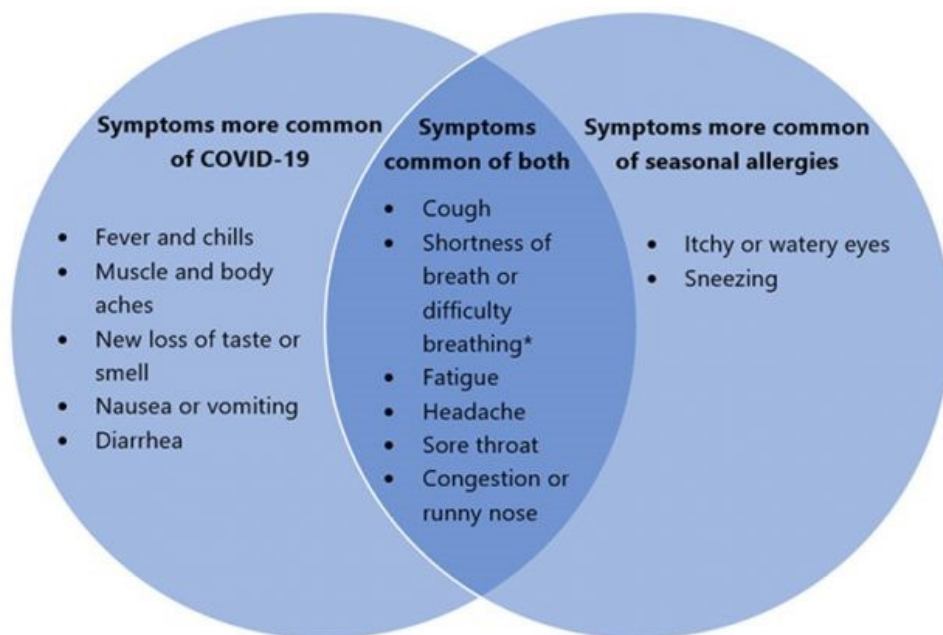 Symptoms more common
of COVID-19
• Fever and chills
• Muscle and body
aches
• New loss of taste or
smell
• Nausea or vomiting
• Diarrhea
Symptoms
common of both
• Cough
• Shortness of
breath or
difficulty
breathing*
• Fatigue
• Headache
• Sore throat
• Congestion or
runny nose
Symptoms more common
of seasonal allergies
• Itchy or watery eyes
• Sneezing